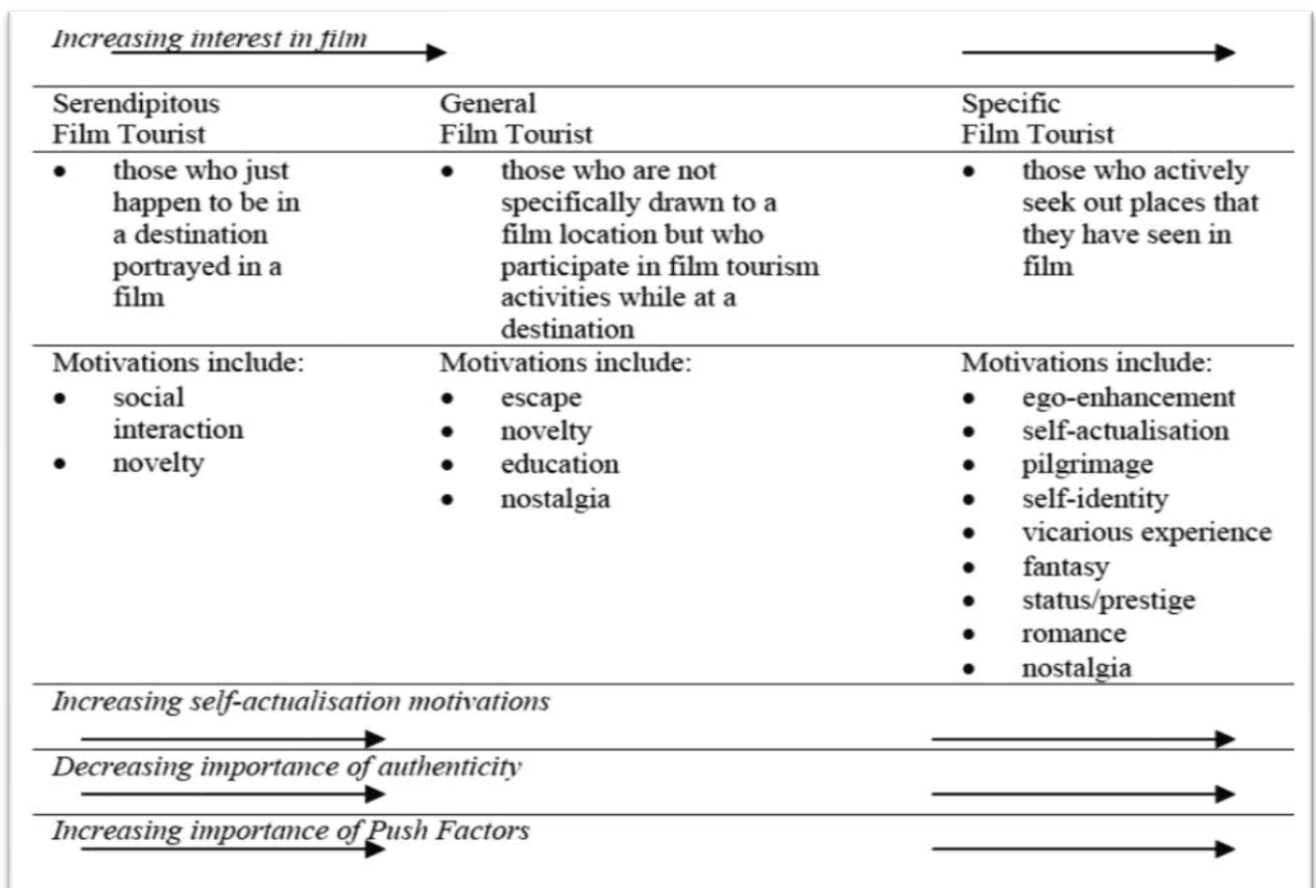 Increasing interest in film
Serendipitous
Film Tourist
General
Film Tourist
Specific
Film Tourist
• those who just
happen to be in
a destination
portrayed in a
film
• those who are not
specifically drawn to a
film location but who
participate in film tourism
activities while at a
destination
• those who actively
seek out places that
they have seen in
film
Motivations include:
• social
interaction
• novelty
Motivations include:
• escape
• novelty
• education
• nostalgia
Motivations include:
• ego-enhancement
• self-actualisation
• pilgrimage
• self-identity
• vicarious experience
• fantasy
• status/prestige
• romance
• nostalgia
Increasing self-actualisation motivations
Decreasing importance of authenticity
Increasing importance of Push Factors